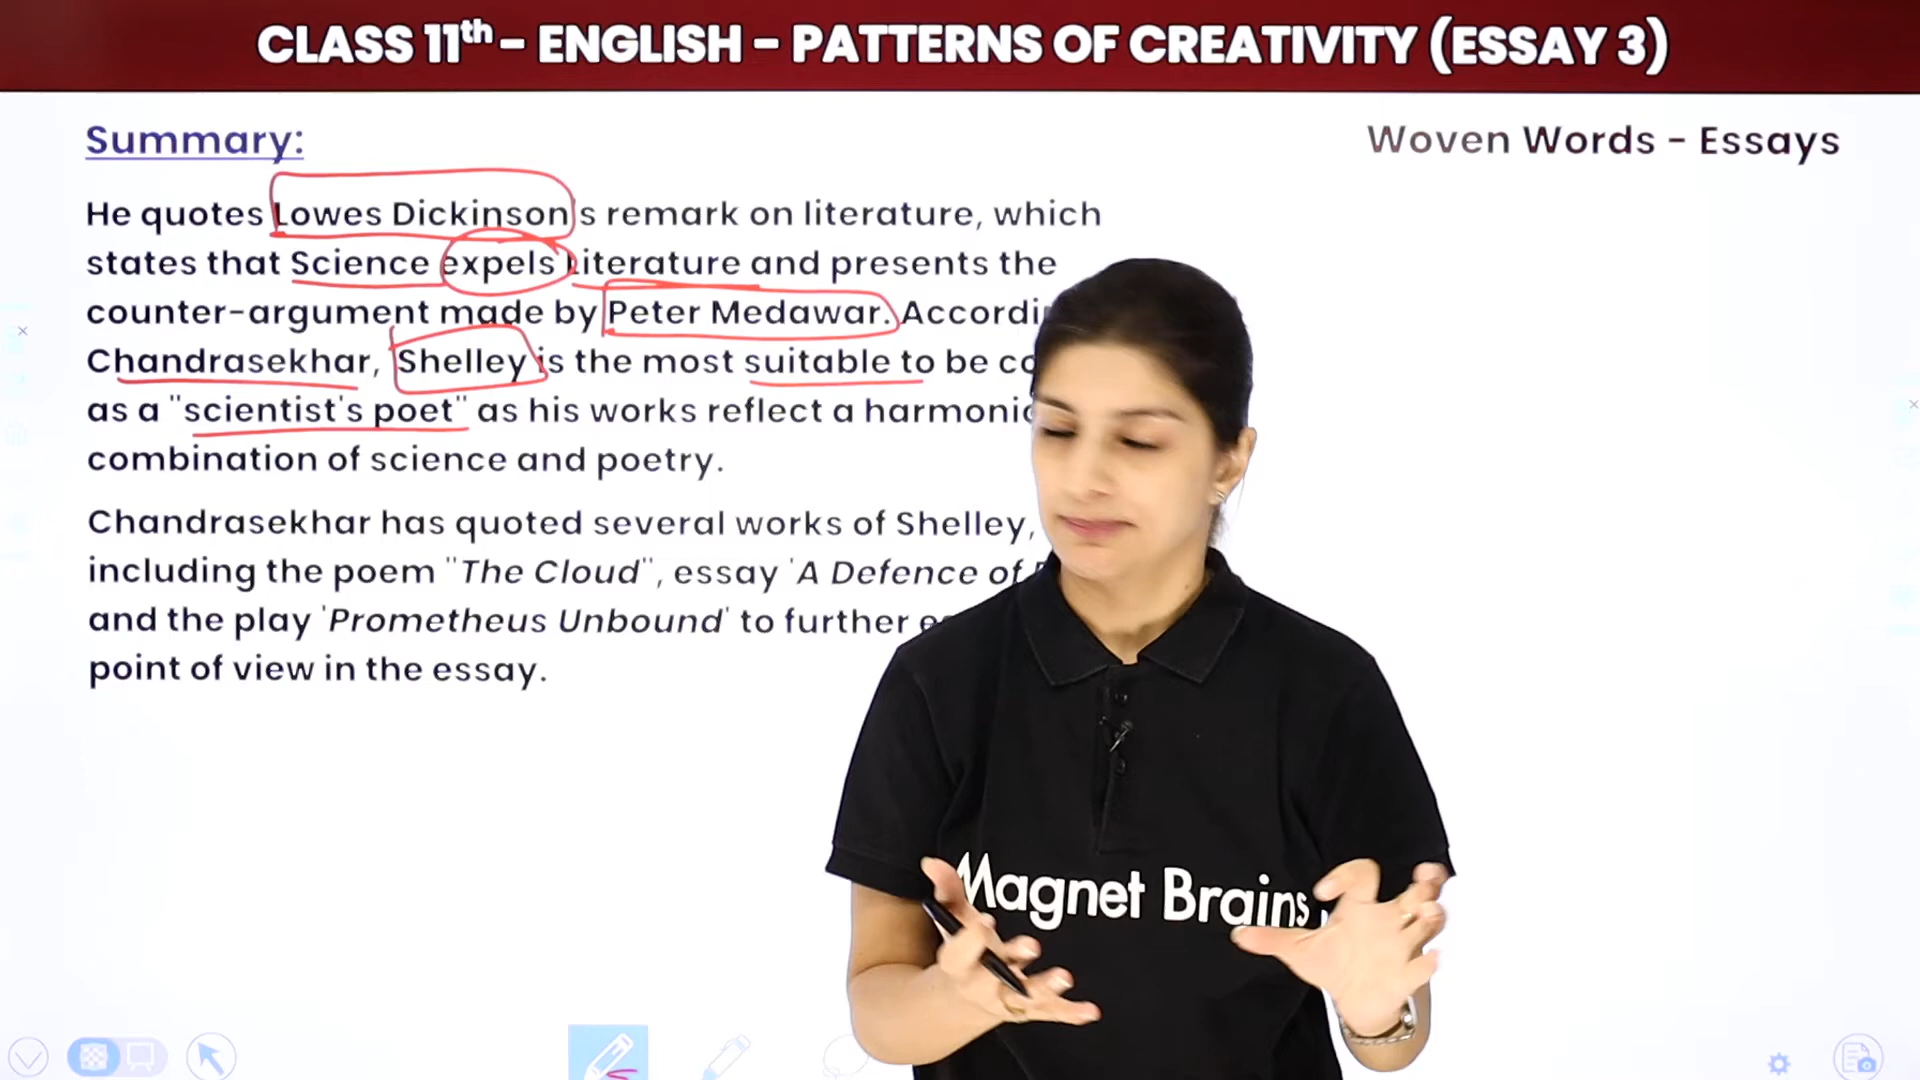 CLASS 11th – ENGLISH – PATTERNS OF CREATIVITY (ESSAY 3)
Summary:
Woven Words - Essays
He quotes Lowes Dickinson's remark on literature, which
states that Science expels Literature and presents the
counter-argument made by Peter Medawar.
Chandrasekhar, Shelley is the most suitable to be
as a "scientist's poet" as his works reflect a
combination of science and poetry.
Chandrasekhar has quoted several works of Shelley,
including the poem "The Cloud", essay 'A Defence of
and the play 'Prometheus Unbound' to further
point of view in the essay.
Magnet Brains